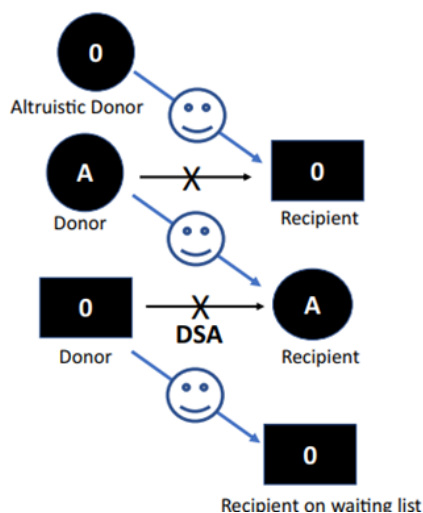 0
Altruistic Donor
A
X
0
Donor
Recipient
0
X
A
DSA
Donor
Recipient
0
Recipient on waiting list